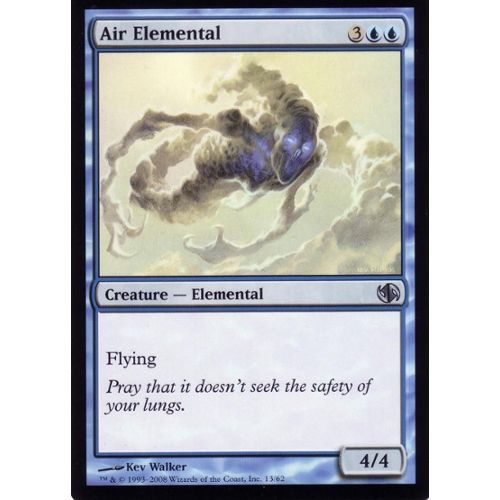 Air Elemental 3
Creature — Elemental
Flying
Pray that it doesn't seek the safety of
your lungs.
Kev Walker
™ & © 1993-2008 Wizards of the Coast, Inc. 13/62
4/4